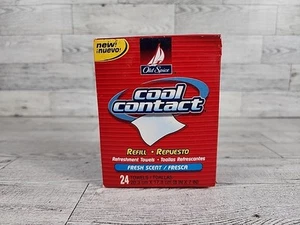 new!
¡nuevo!
Old Spice
cool
contact
REFILL • REPUESTO
Refreshment Towels • Toallas Refrescantes
FRESH SCENT / FRESCA
24